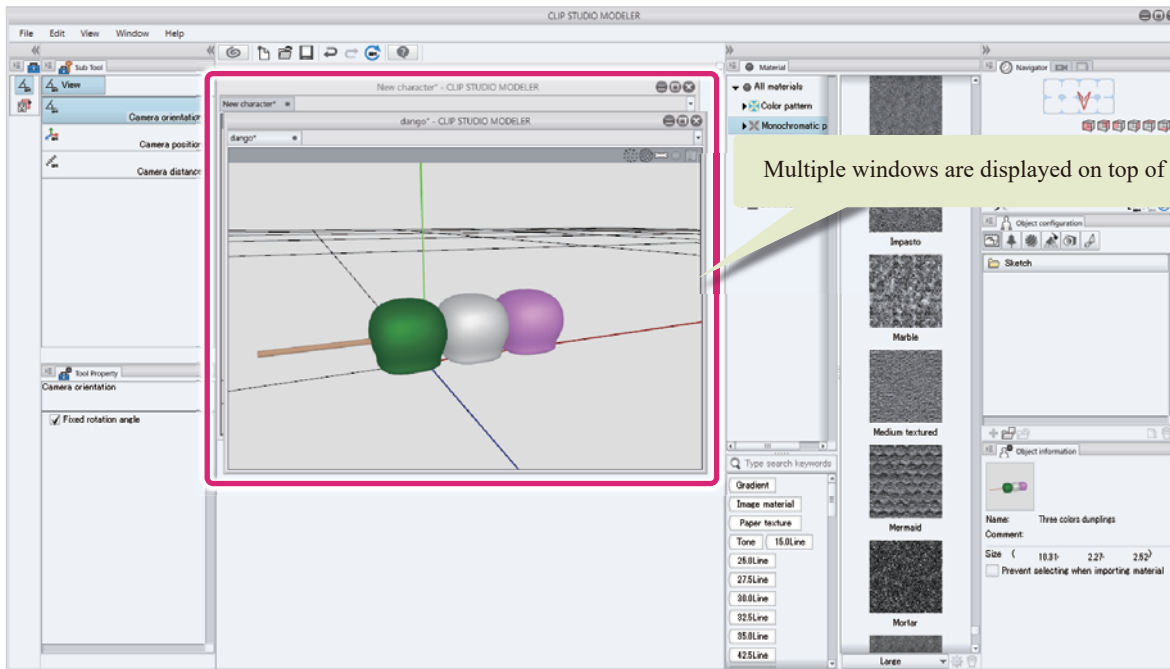 CLIP STUDIO MODELER
File Edit View Window Help
Sub Tool
View
Camera orientation
Camera position
Camera distance
Tool Property
Camera orientation
Fixed rotation angle
New character* - CLIP STUDIO MODELER
New character*
dango* - CLIP STUDIO MODELER
dango*
Multiple windows are displayed on top of
Material
All materials
Color pattern
Monochromatic p
Type search keywords
Gradient
Image material
Paper texture
Tone 15.0Line
25.0Line
27.5Line
30.0Line
32.5Line
35.0Line
42.5Line
Impasto
Marble
Medium textured
Mermaid
Mortar
Large
Navigator
Object configuration
Sketch
Object information
Name: Three colors dumplings
Comment:
Size ( 10.31· 2.27· 2.52)
Prevent selecting when importing material